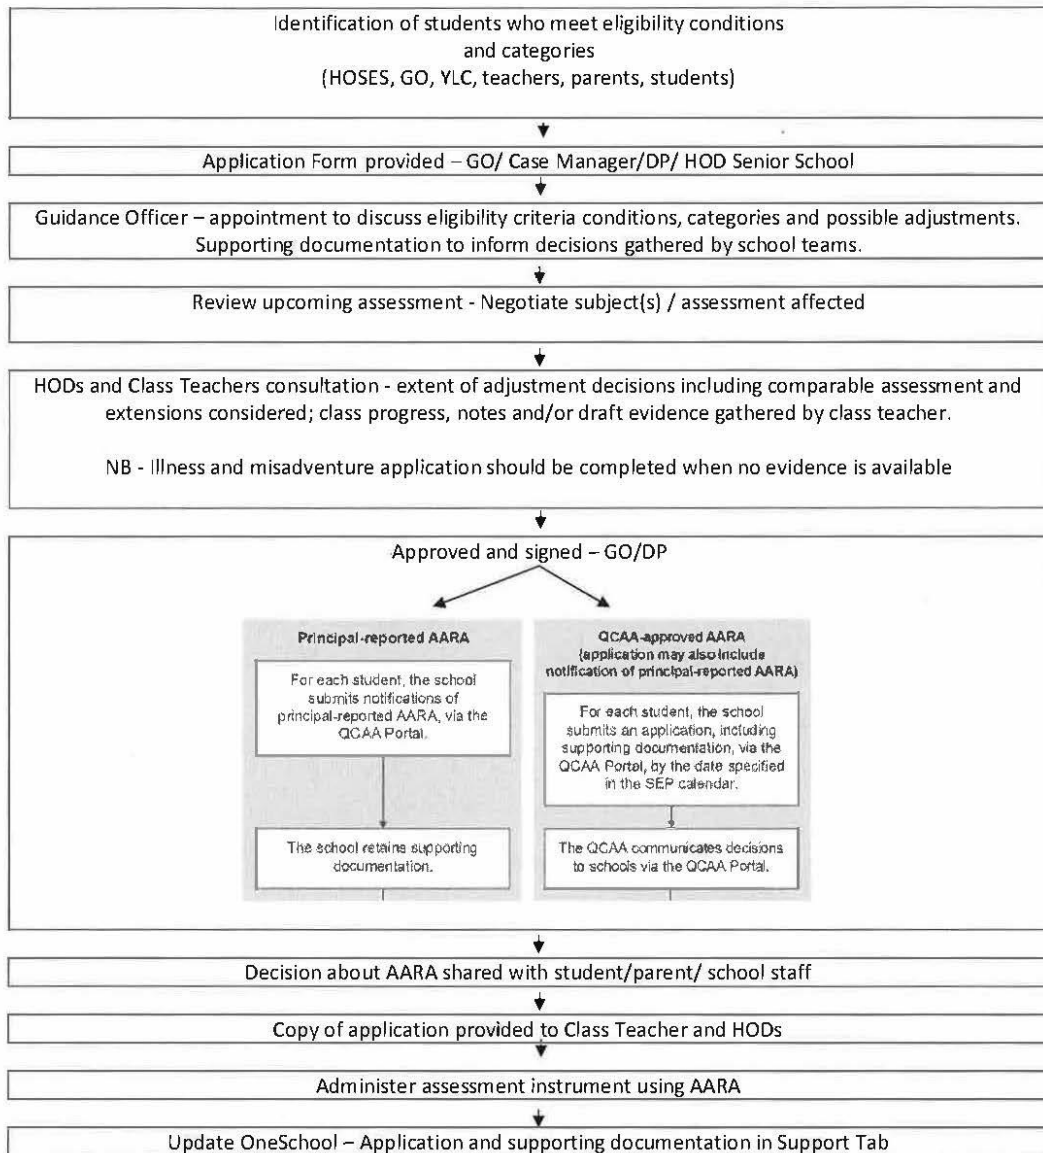 Identification of students who meet eligibility conditions
and categories
(HOSES, GO, YLC, teachers, parents, students)
Application Form provided – GO/ Case Manager/DP/ HOD Senior School
Guidance Officer – appointment to discuss eligibility criteria conditions, categories and possible adjustments.
Supporting documentation to inform decisions gathered by school teams.
Review upcoming assessment - Negotiate subject(s) / assessment affected
HODs and Class Teachers consultation - extent of adjustment decisions including comparable assessment and
extensions considered; class progress, notes and/or draft evidence gathered by class teacher.
NB - Illness and misadventure application should be completed when no evidence is available
Approved and signed – GO/DP
Principal-reported AARA
For each student, the school
submits notifications of
principal-reported AARA, via the
QCAA Portal.
The school retains supporting
documentation.
QCAA-approved AARA
(application may also include
notification of principal-reported AARA)
For each student, the school
submits an application, including
supporting documentation, via the
QCAA Portal, by the date specified
in the SEP calendar.
The QCAA communicates decisions
to schools via the QCAA Portal.
Decision about AARA shared with student/parent/ school staff
Copy of application provided to Class Teacher and HODs
Administer assessment instrument using AARA
Update OneSchool – Application and supporting documentation in Support Tab